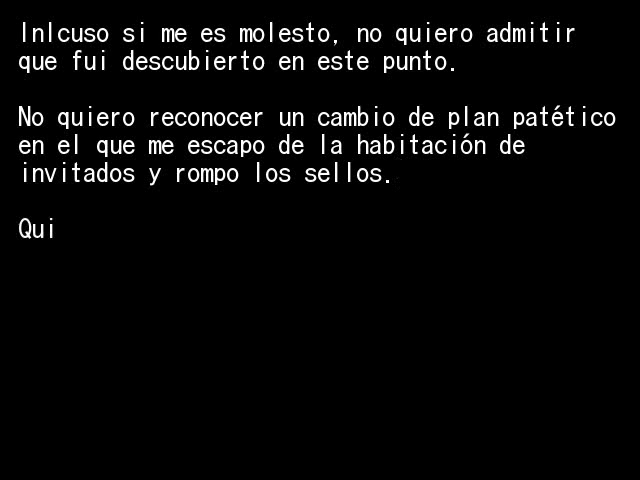 Inlcuso si me es molesto, no quiero admitir
que fui descubierto en este punto.
No quiero reconocer un cambio de plan patético
en el que me escapo de la habitación de
invitados y rompo los sellos.
Qui